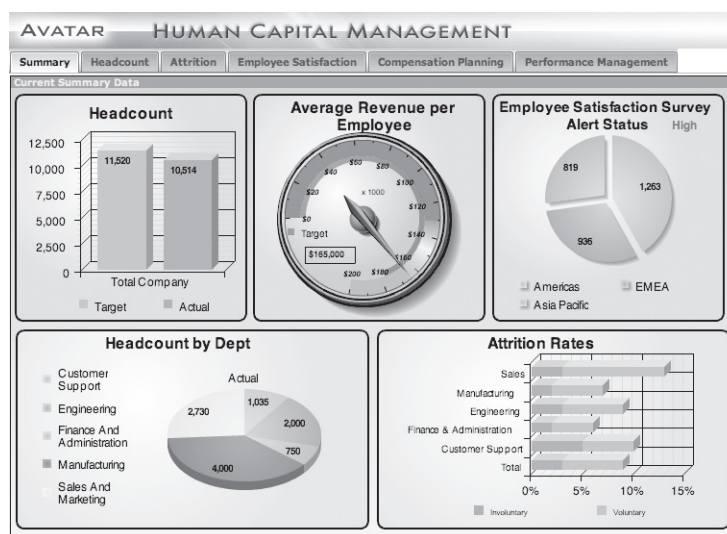 AVATAR HUMAN CAPITAL MANAGEMENT
Summary Headcount Attrition Employee Satisfaction Compensation Planning Performance Management
Current Summary Data
Headcount
12,500
10,000
7,500
5,000
2,500
0
11,520
10,514
Total Company
Target Actual
Average Revenue per
Employee
$0
$20
$40
$60
$80
$100
$120
$140
$160
$180
$200
x 1000
Target
$165,000
Employee Satisfaction Survey
Alert Status High
819
1,263
936
Americas EMEA
Asia Pacific
Headcount by Dept
Customer
Support
Engineering
Finance And
Administration
Manufacturing
Sales And
Marketing
Actual
1,035
2,000
750
4,000
2,730
Attrition Rates
Sales
Manufacturing
Engineering
Finance & Administration
Customer Support
Total
0% 5% 10% 15%
Involuntary Voluntary